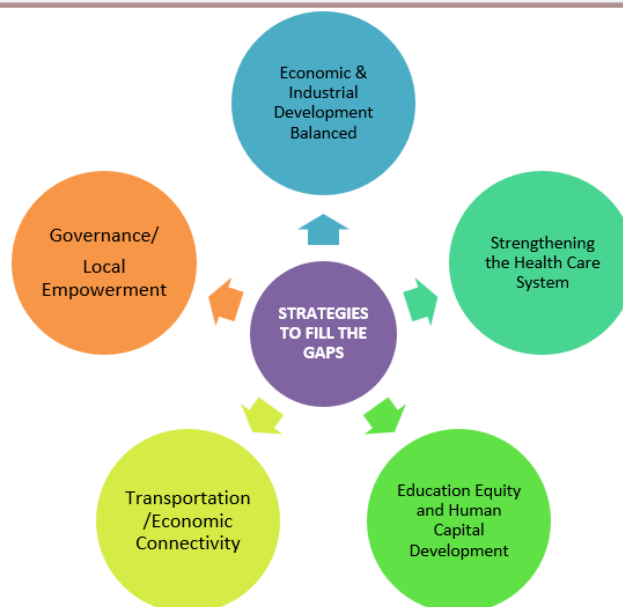 Economic &
Industrial
Development
Balanced
Governance/
Local
Empowerment
Strengthening
the Health Care
System
STRATEGIES
TO FILL THE
GAPS
Transportation
/Economic
Connectivity
Education Equity
and Human
Capital
Development